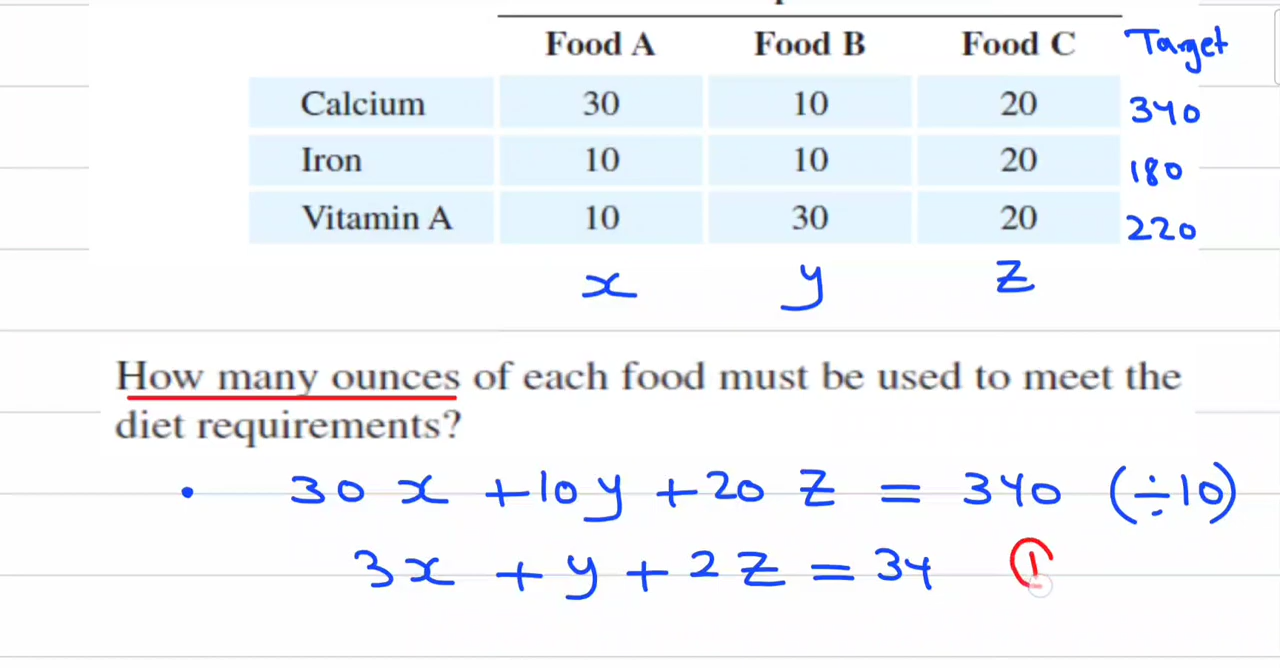 Food A Food B Food C Target
Calcium 30 10 20 340
Iron 10 10 20 180
Vitamin A 10 30 20 220
x y z
How many ounces of each food must be used to meet the
diet requirements?
• 30x + 10y + 20z = 340 (÷10)
3x + y + 2z = 34 ①